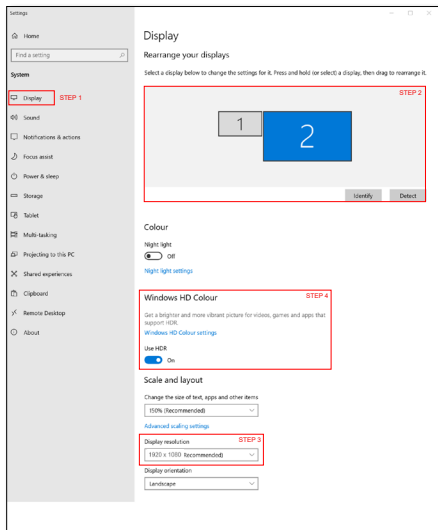 Settings
Home
Find a setting
System
Display STEP 1
Sound
Notifications & actions
Focus assist
Power & sleep
Storage
Tablet
Multi-tasking
Projecting to this PC
Shared experiences
Clipboard
Remote Desktop
About
Display
Rearrange your displays
Select a display below to change the settings for it. Press and hold (or select) a display, then drag to rearrange it.
STEP 2
1 2
Identify Detect
Colour
Night light
Off
Night light settings
Windows HD Colour STEP 4
Get a brighter and more vibrant picture for videos, games and apps that
support HDR.
Windows HD Colour settings
Use HDR
On
Scale and layout
Change the size of text, apps and other items
150% (Recommended)
Advanced scaling settings
Display resolution STEP 3
1920 x 1080 Recommended)
Display orientation
Landscape